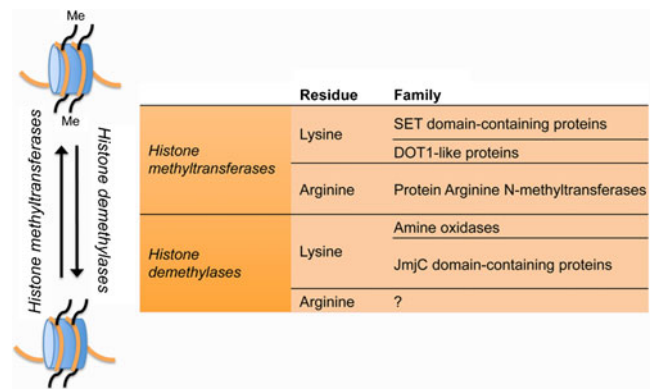 Me
Me
Histone methyltransferases
Histone demethylases
Residue Family
Histone
methyltransferases
Lysine
SET domain-containing proteins
DOT1-like proteins
Arginine
Protein Arginine N-methyltransferases
Histone
demethylases
Lysine
Amine oxidases
JmjC domain-containing proteins
Arginine
?